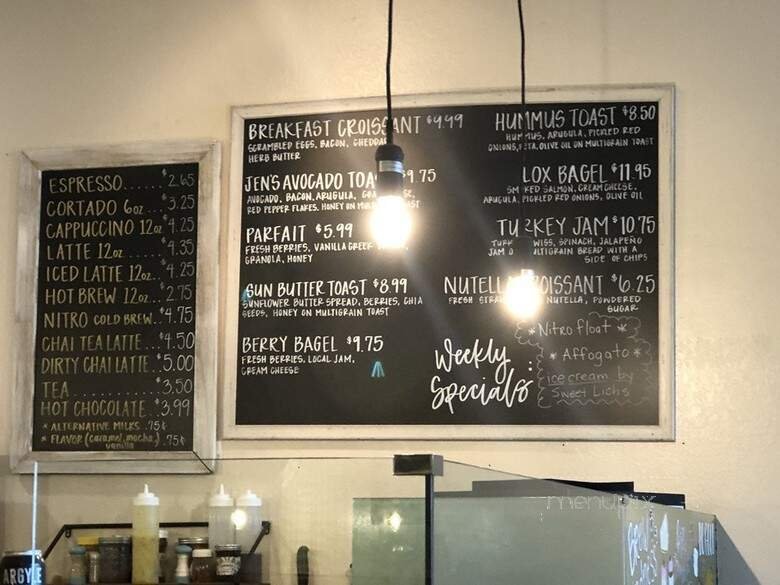 ESPRESSO...... $2.65
CORTADO 6oz... $3.25
CAPPUCCINO 12oz $4.25
LATTE 12oz...... $4.35
ICED LATTE 12oz.. $4.25
HOT BREW 12oz.. $2.75
NITRO COLD BREW.. $4.75
CHAI TEA LATTE... $4.50
DIRTY CHAI LATTE.. $5.00
TEA............ $3.50
HOT CHOCOLATE.. $3.99
* ALTERNATIVE MILKS .75¢
* FLAVOR (caramel, mocha,) .75¢
vanilla
BREAKFAST CROISSANT $9.99
SCRAMBLED EGGS, BACON, CHEDDAR
HERB BUTTER
JEN'S AVOCADO 9.75
AVOCADO, BACON, ARUGULA,
RED PEPPER FLAKES, HONEY ON
PARFAIT $5.99
FRESH BERRIES, VANILLA GREEK
GRANOLA, HONEY
SUN BUTTER TOAST $8.99
SUNFLOWER BUTTER SPREAD, BERRIES, CHIA
SEEDS, HONEY ON MULTIGRAIN TOAST
BERRY BAGEL $9.75
FRESH BERRIES, LOCAL JAM,
CREAM CHEESE
HUMMUS TOAST $8.50
HUMMUS, ARUGULA, PICKLED RED
ONIONS, FETA, OLIVE OIL ON MULTIGRAIN TOAST
LOX BAGEL $11.95
SMOKED SALMON, CREAM CHEESE,
ARUGULA, PICKLED RED ONIONS, OLIVE OIL
TURKEY JAM $10.75
SWISS, SPINACH, JALAPEÑO
JAM MULTIGRAIN BREAD WITH A
SIDE OF CHIPS
NUTELLA CROISSANT $6.25
FRESH NUTELLA, POWDERED
SUGAR
Weekly
Specials:
* Nitro float *
* Affogato *
ice cream by
Sweet Licks
ARGYLE
menupix